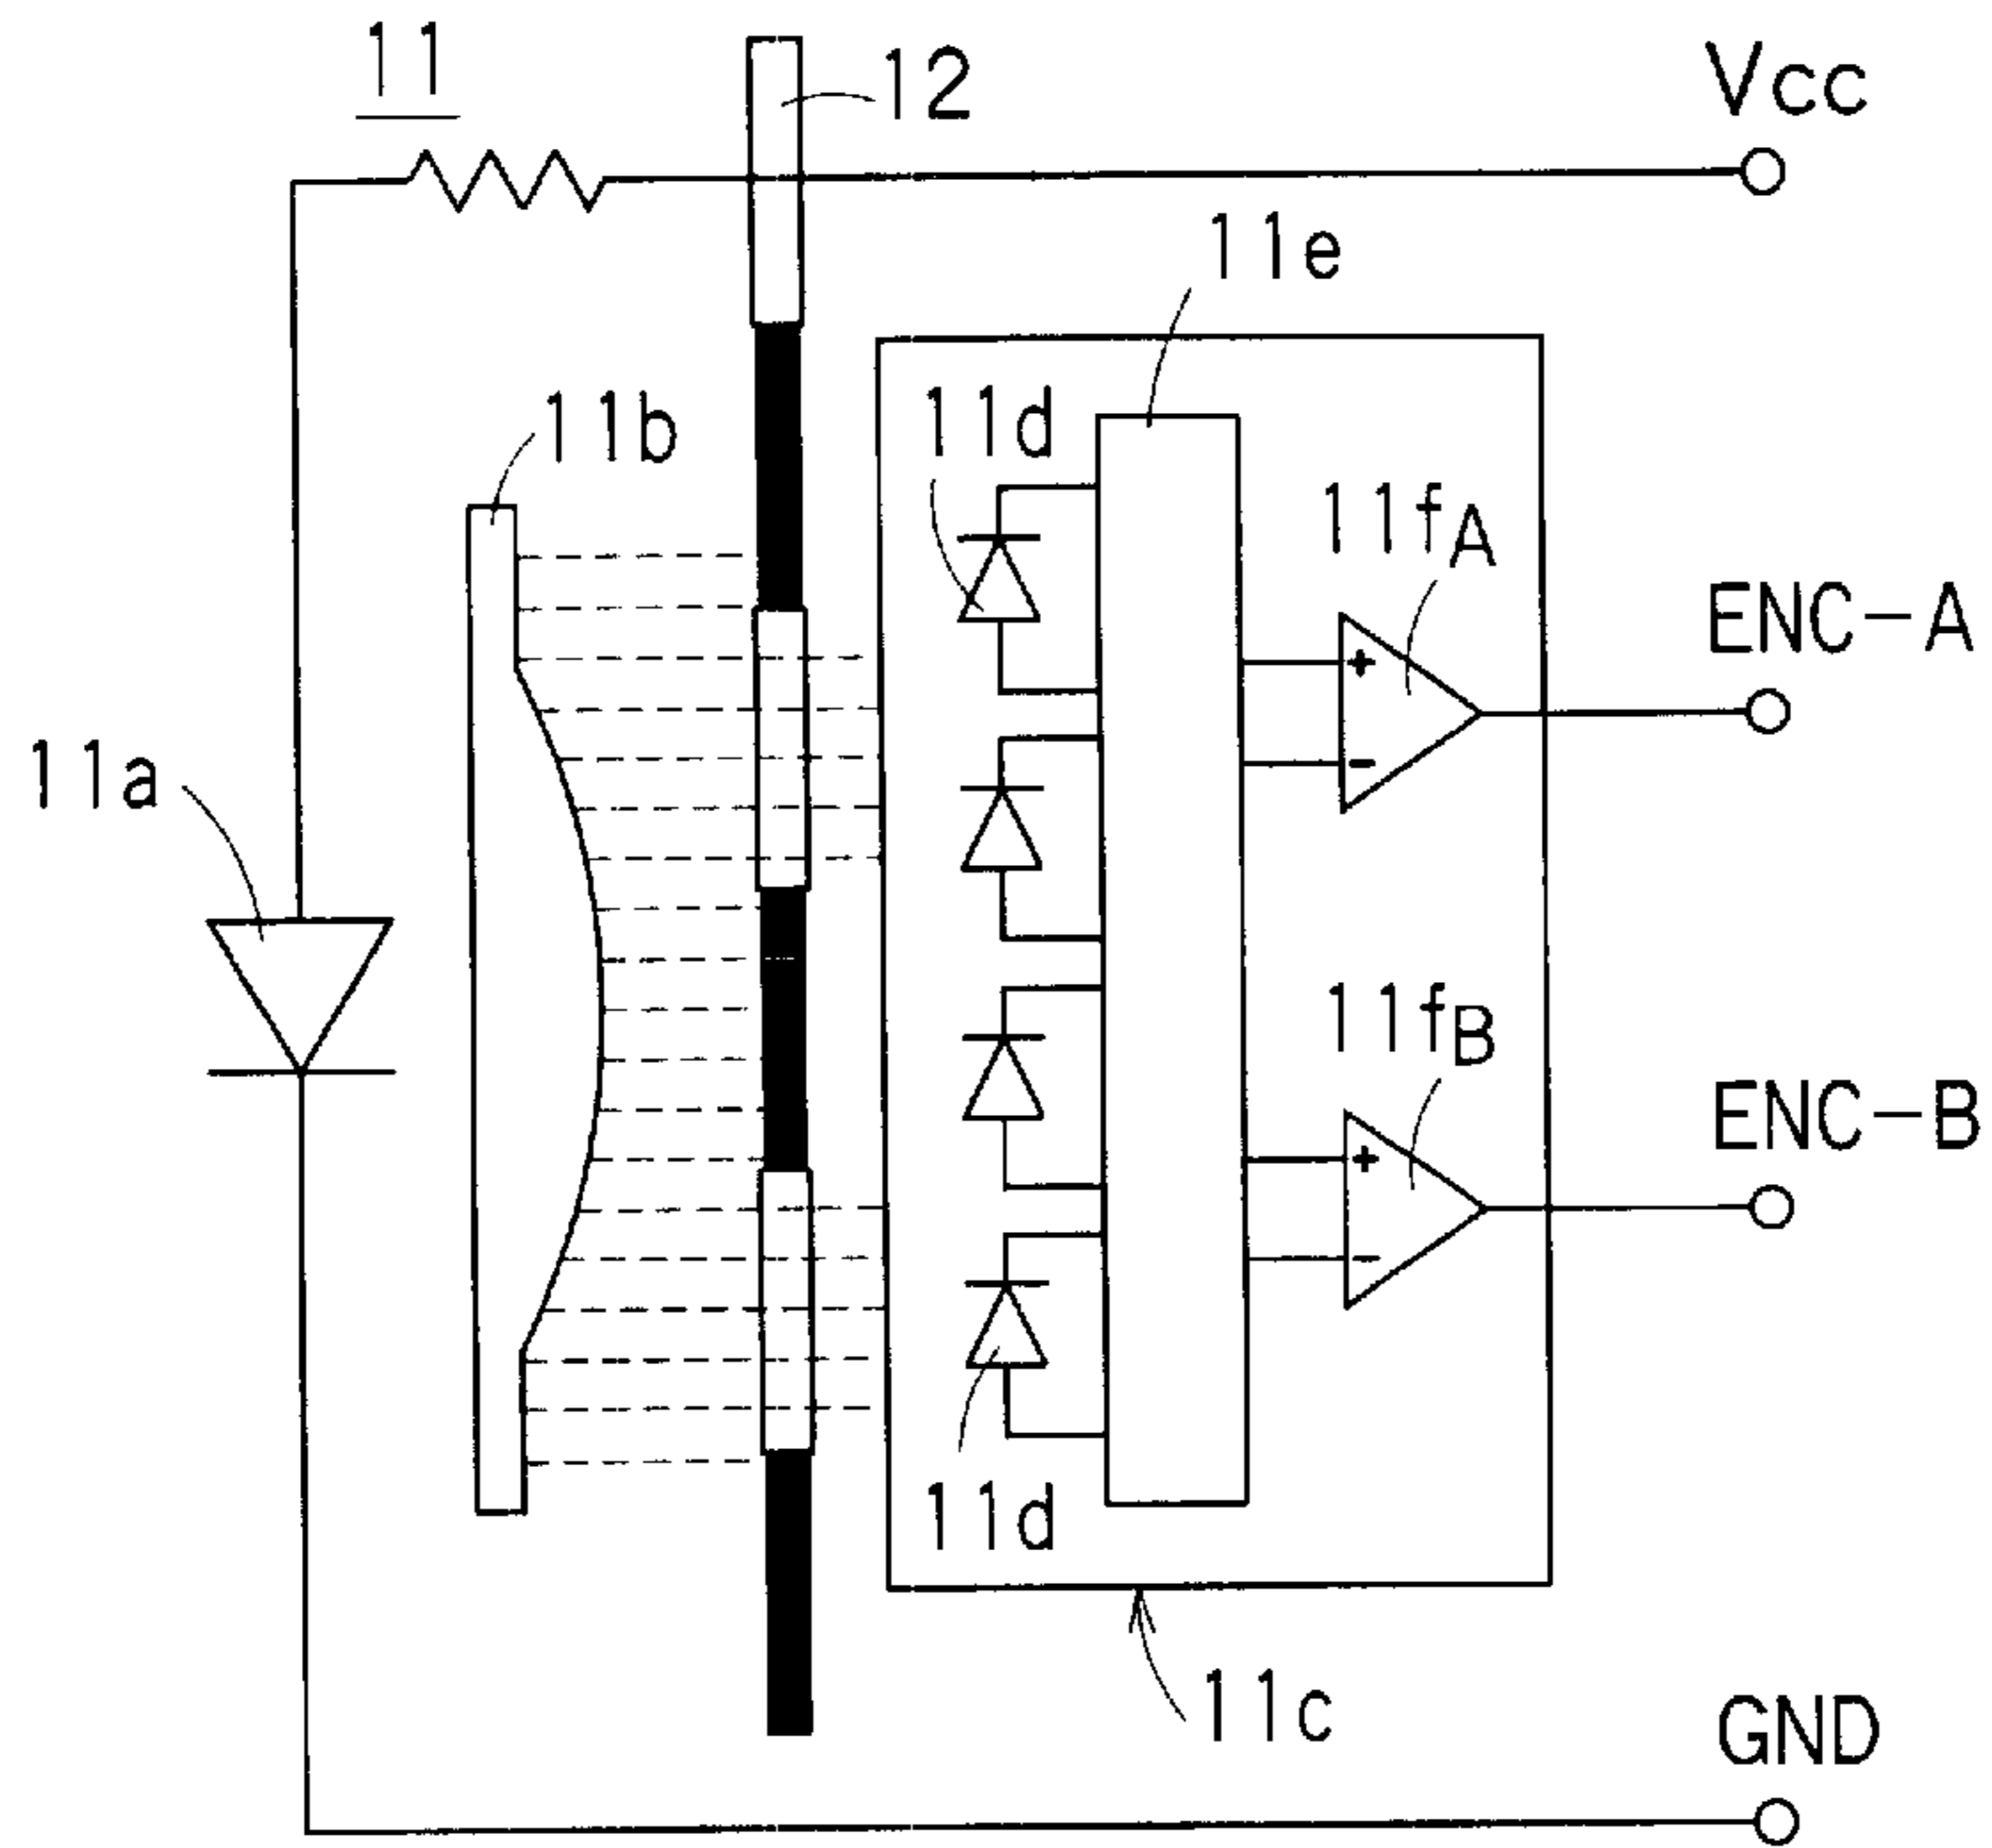 11
12
Vcc
11e
11b
11d
11fA
ENC-A
11a
+
-
11fB
ENC-B
+
-
11d
11c
GND